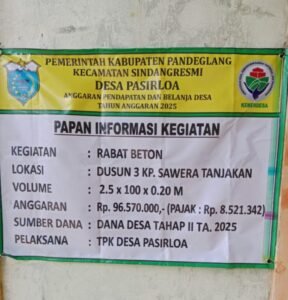 PEMERINTAH KABUPATEN PANDEGLANG
KECAMATAN SINDANGRESMI
DESA PASIRLOA
ANGGARAN PENDAPATAN DAN BELANJA DESA
TAHUN ANGGARAN 2025
KEMENDESA
PAPAN INFORMASI KEGIATAN
KEGIATAN : RABAT BETON
LOKASI : DUSUN 3 KP. SAWERA TANJAKAN
VOLUME : 2.5 x 100 x 0.20 M
ANGGARAN : Rp. 96.570.000,- (PAJAK : Rp. 8.521.342)
SUMBER DANA : DANA DESA TAHAP II TA. 2025
PELAKSANA : TPK DESA PASIRLOA